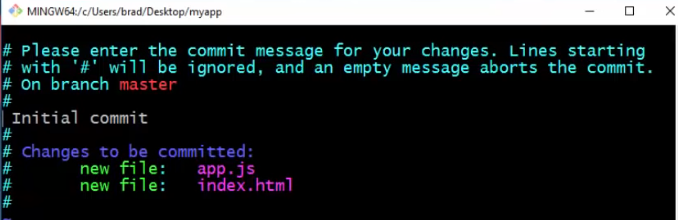 MINGW64:/c/Users/brad/Desktop/myapp
# Please enter the commit message for your changes. Lines starting
# with '#' will be ignored, and an empty message aborts the commit.
# On branch master
#
Initial commit
#
# Changes to be committed:
#       new file:   app.js
#       new file:   index.html
#